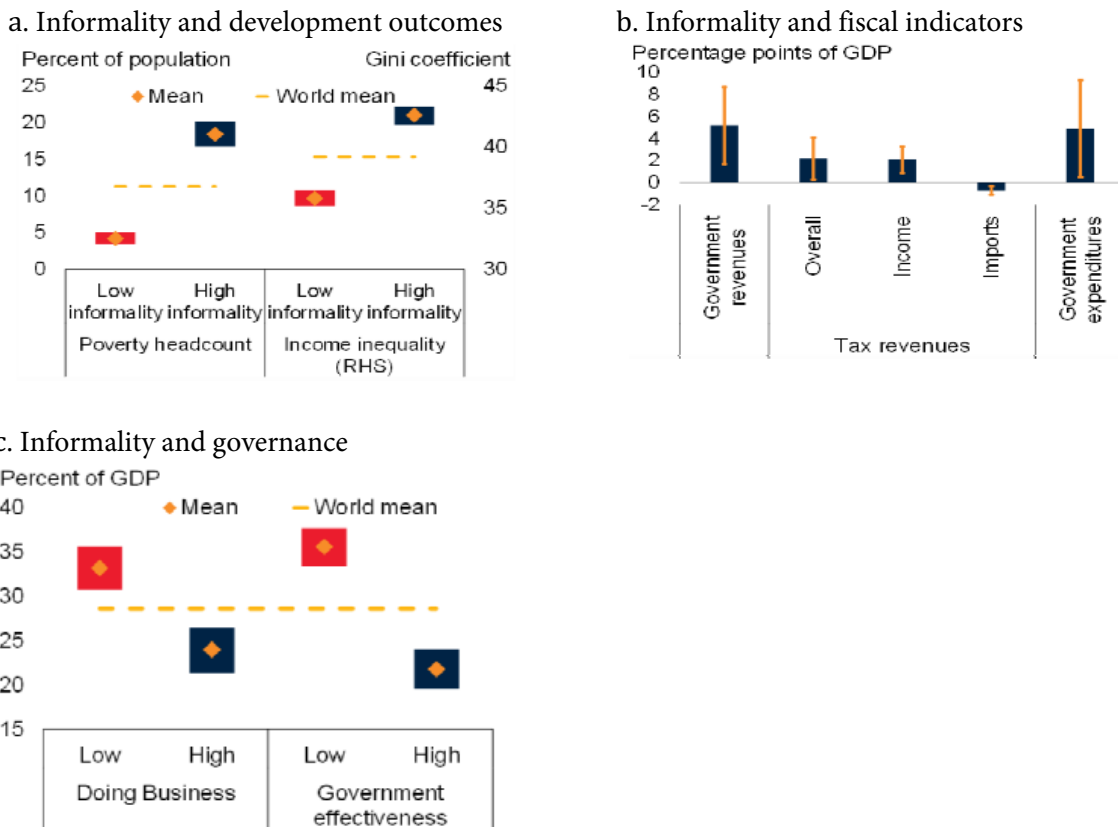 a. Informality and development outcomes
Percent of population
Gini coefficient
25
20
15
10
5
0
Mean
World mean
45
40
35
30
Low informality
High informality
Low informality
High informality
Poverty headcount
Income inequality
(RHS)
b. Informality and fiscal indicators
Percentage points of GDP
10
8
6
4
2
0
-2
Government
revenues
Overall
Income
Imports
Government
expenditures
Tax revenues
c. Informality and governance
Percent of GDP
40
35
30
25
20
15
Mean
World mean
Low
High
Low
High
Doing Business
Government
effectiveness